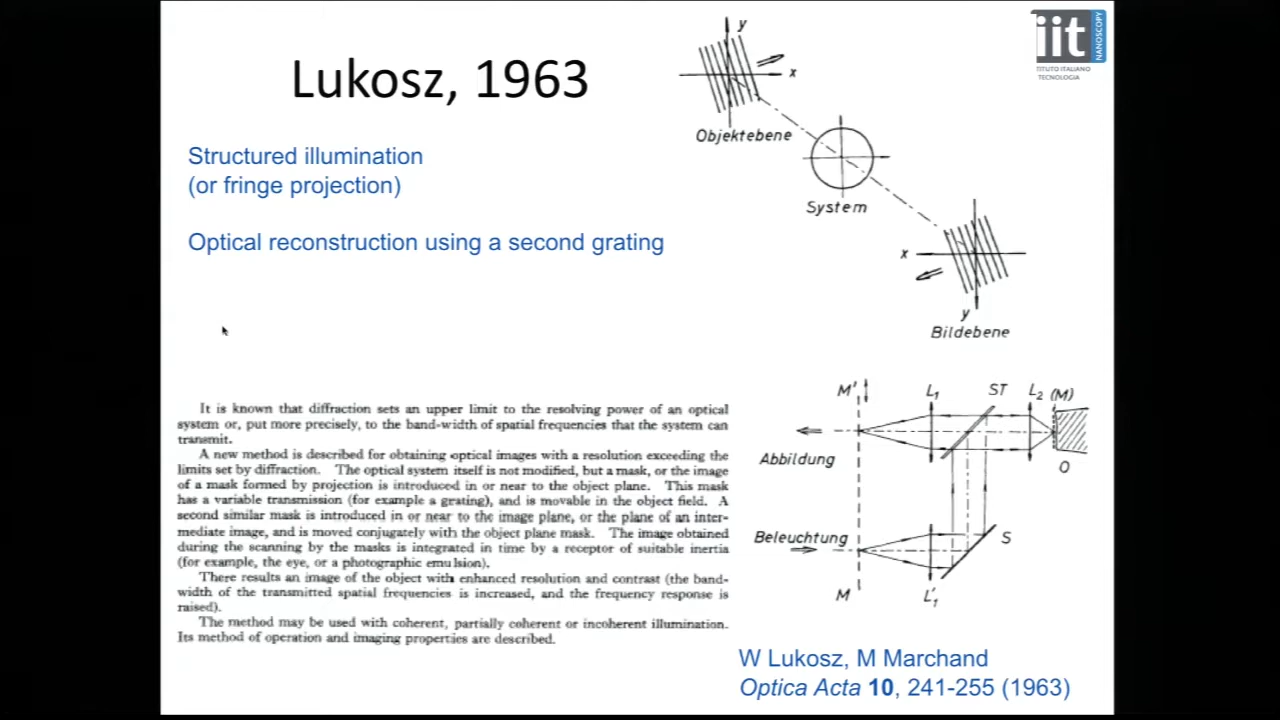 Lukosz, 1963
iit
NANOSCOPY
TITUTO ITALIANO
TECNOLOGIA
Structured illumination
(or fringe projection)
Optical reconstruction using a second grating
y
x
Objektebene
System
x
y
Bildebene
It is known that diffraction sets an upper limit to the resolving power of an optical
system or, put more precisely, to the band-width of spatial frequencies that the system can
transmit.
A new method is described for obtaining optical images with a resolution exceeding the
limits set by diffraction. The optical system itself is not modified, but a mask, or the image
of a mask formed by projection is introduced in or near to the object plane. This mask
has a variable transmission (for example a grating), and is movable in the object field. A
second similar mask is introduced in or near to the image plane, or the plane of an inter-
mediate image, and is moved conjugately with the object plane mask. The image obtained
during the scanning by the masks is integrated in time by a receptor of suitable inertia
(for example, the eye, or a photographic emulsion).
There results an image of the object with enhanced resolution and contrast (the band-
width of the transmitted spatial frequencies is increased, and the frequency response is
raised).
The method may be used with coherent, partially coherent or incoherent illumination.
Its method of operation and imaging properties are described.
M' L₁ ST L₂ (M)
Abbildung
O
Beleuchtung
S
M L'₁
W Lukosz, M Marchand
Optica Acta 10, 241-255 (1963)